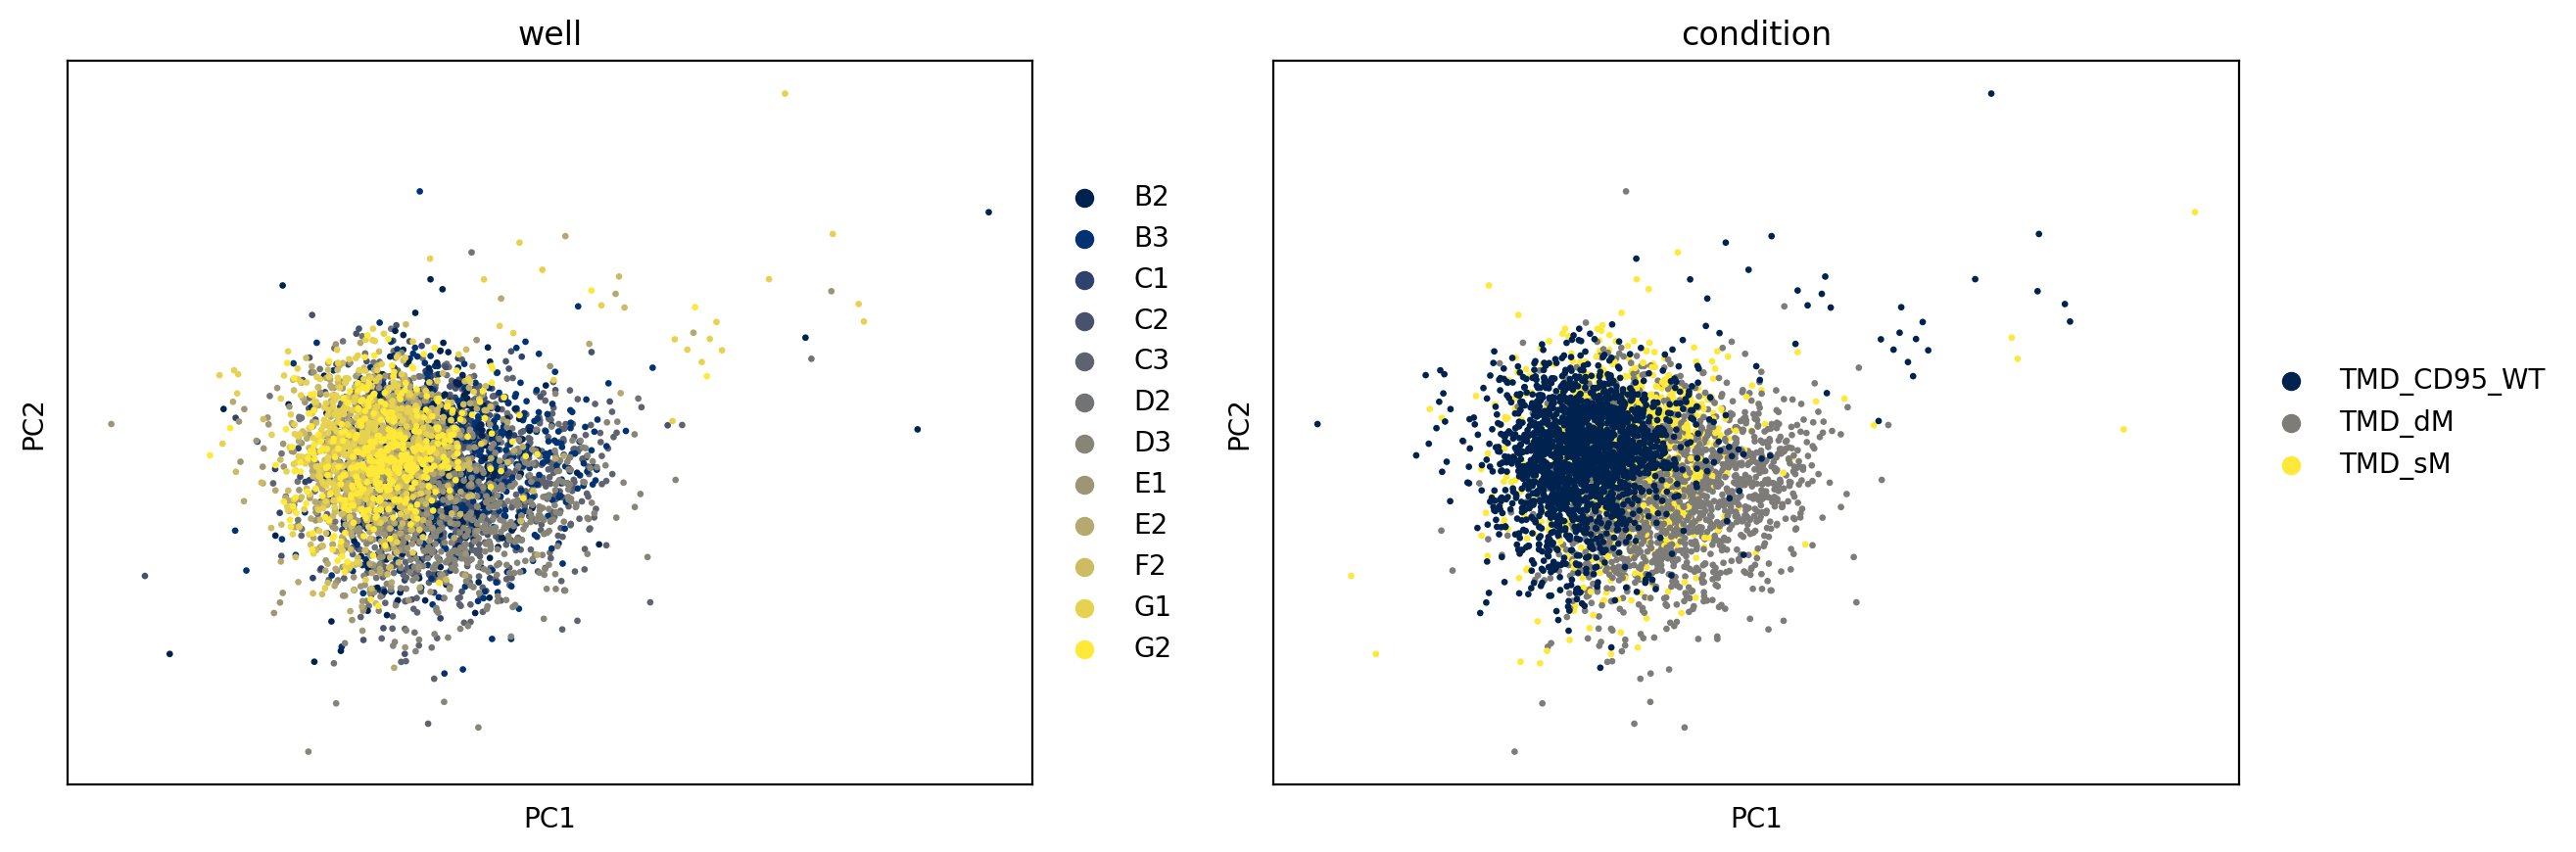 well
PC2
PC1
B2
B3
C1
C2
C3
D2
D3
E1
E2
F2
G1
G2
condition
PC2
PC1
TMD_CD95_WT
TMD_dM
TMD_sM